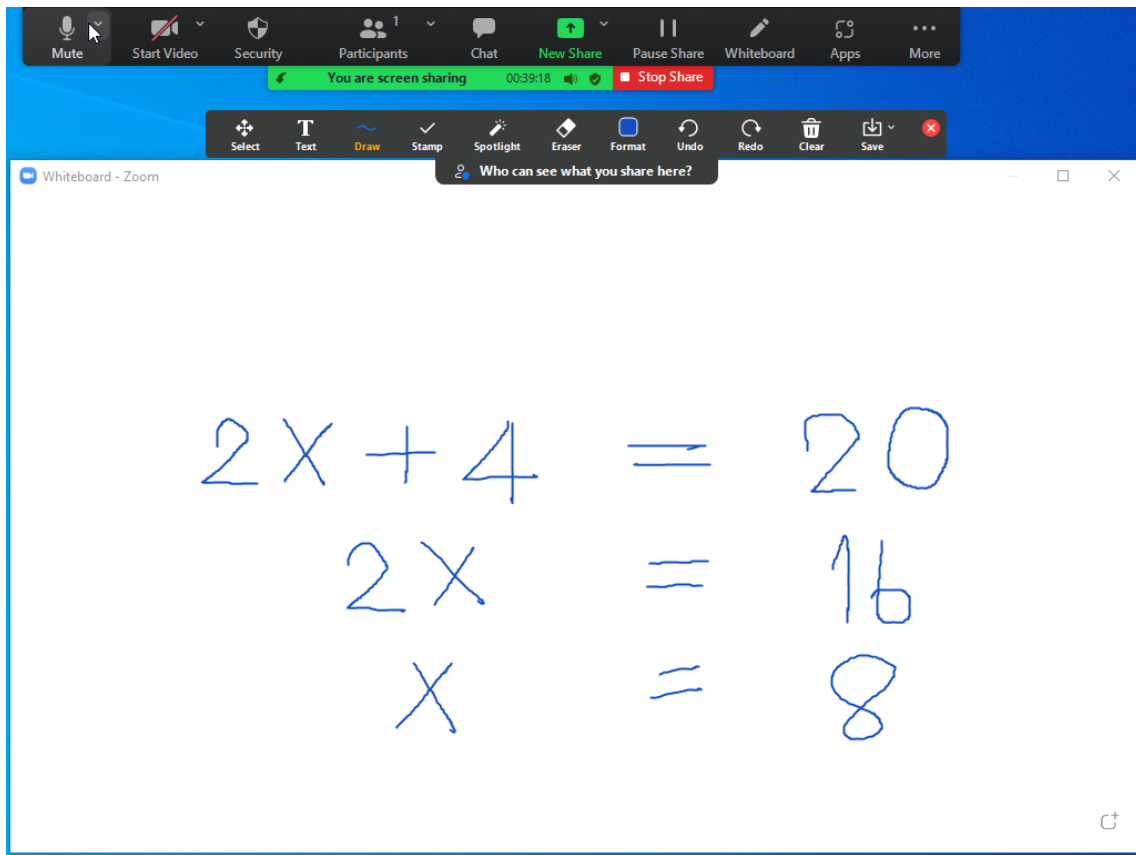 1
Mute Start Video Security Participants Chat New Share Pause Share Whiteboard Apps More
You are screen sharing 00:39:18 Stop Share
T
Select Text Draw Stamp Spotlight Eraser Format Undo Redo Clear Save
Who can see what you share here?
Whiteboard - Zoom
2x + 4 = 20
2x = 16
x = 8